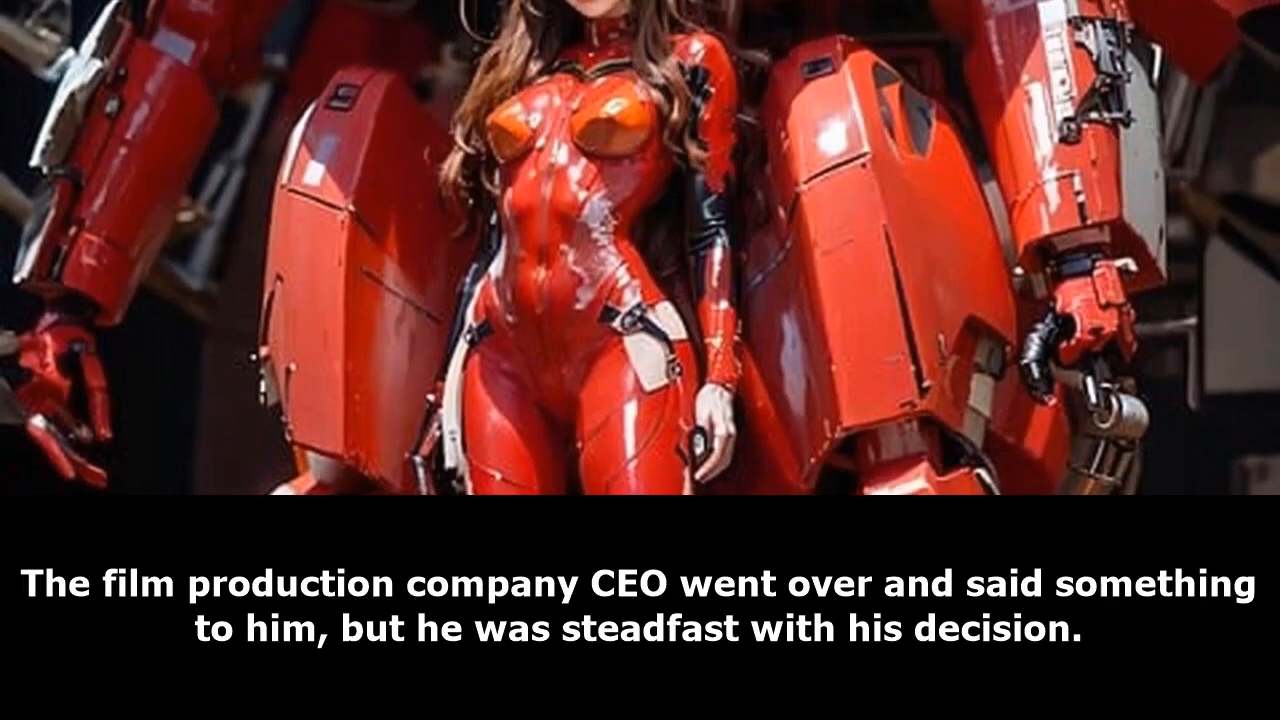 The film production company CEO went over and said something
to him, but he was steadfast with his decision.